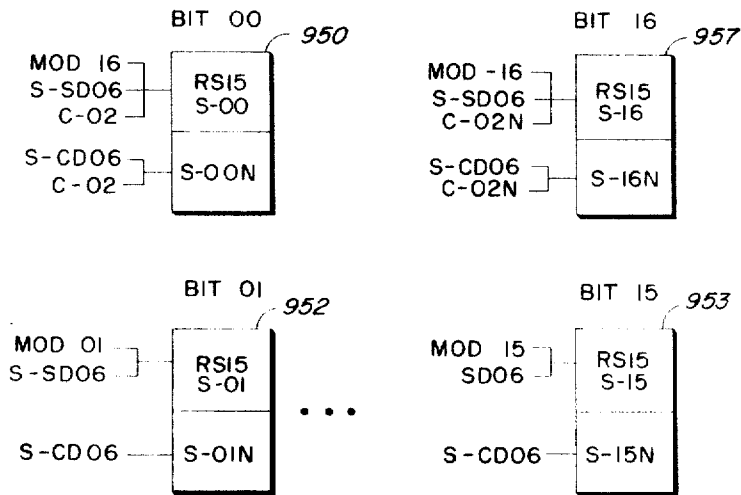 BIT 00
950
MOD 16
S-SD06
C-02
RS15
S-00
S-CD06
C-02
S-00N
BIT 16
957
MOD -16
S-SD06
C-02N
RS15
S-16
S-CD06
C-02N
S-16N
BIT 01
952
MOD 01
S-SD06
RS15
S-01
S-CD06
S-01N
• • •
BIT 15
953
MOD 15
SD06
RS15
S-15
S-CD06
S-15N